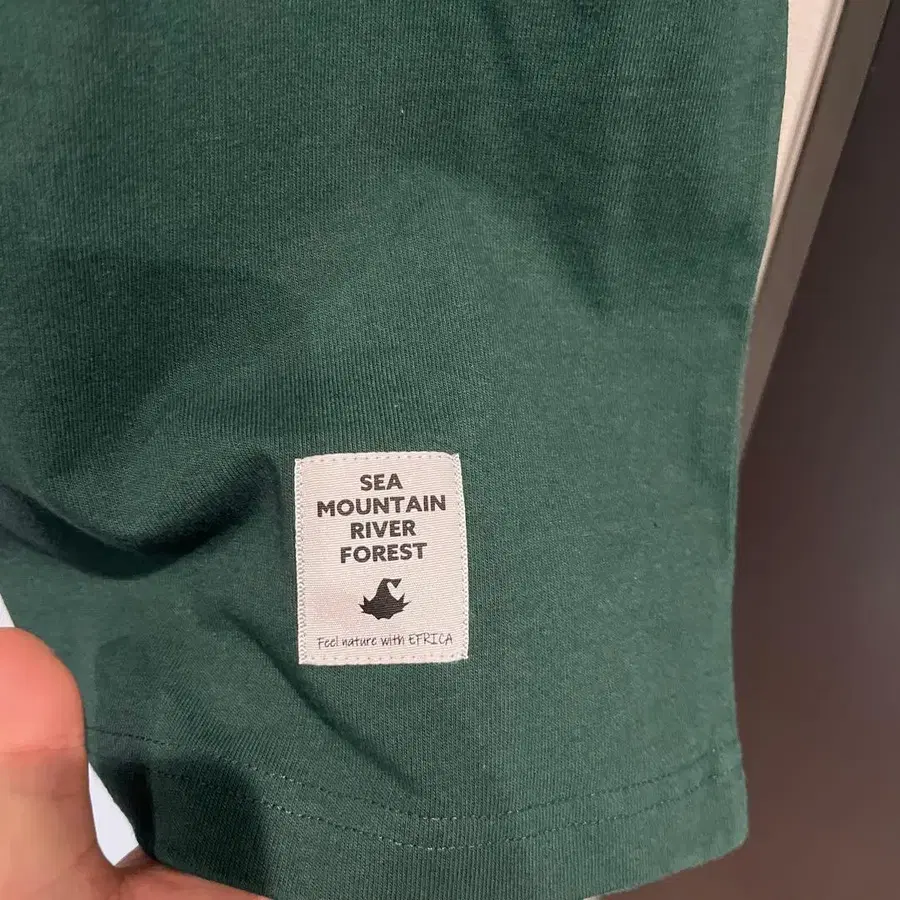 SEA
MOUNTAIN
RIVER
FOREST
Feel nature with EFRICA